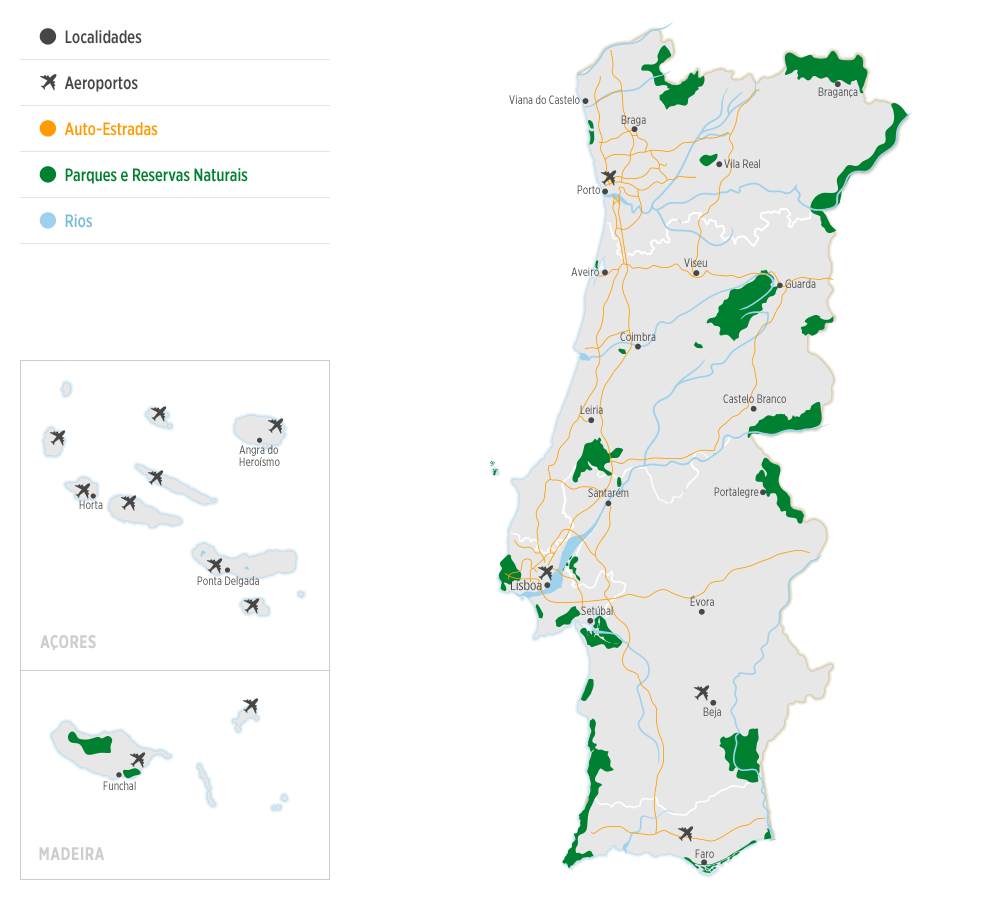 Localidades
Aeroportos
Auto-Estradas
Parques e Reservas Naturais
Rios
Viana do Castelo
Bragança
Braga
Vila Real
Porto
Aveiro
Viseu
Guarda
Coimbra
Castelo Branco
Leiria
Portalegre
Santarém
Lisboa
Setúbal
Évora
Beja
Faro
Angra do
Heroísmo
Horta
Ponta Delgada
AÇORES
Funchal
MADEIRA